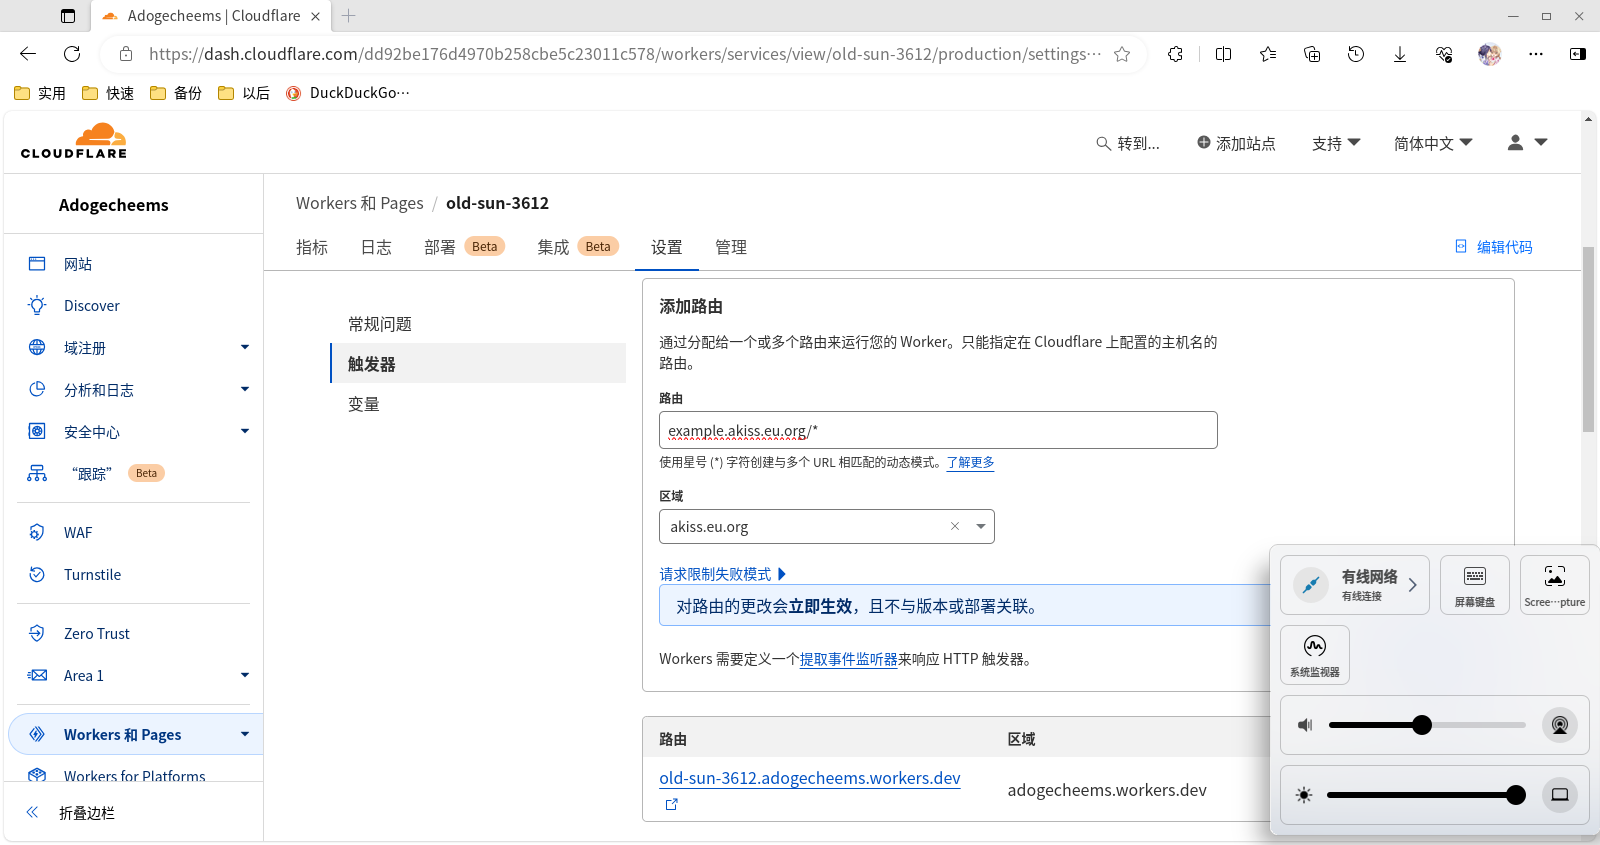 Adogecheems | Cloudflare
https://dash.cloudflare.com/dd92be176d4970b258cbe5c23011c578/workers/services/view/old-sun-3612/production/settings…
实用
快速
备份
以后
DuckDuckGo…
CLOUDFLARE
转到...
添加站点
支持
简体中文
Adogecheems
网站
Discover
域注册
分析和日志
安全中心
“跟踪” Beta
WAF
Turnstile
Zero Trust
Area 1
Workers 和 Pages
Workers for Platforms
折叠边栏
Workers 和 Pages / old-sun-3612
指标
日志
部署 Beta
集成 Beta
设置
管理
编辑代码
常规问题
触发器
变量
添加路由
通过分配给一个或多个路由来运行您的 Worker。只能指定在 Cloudflare 上配置的主机名的
路由。
路由
example.akiss.eu.org/*
使用星号 (*) 字符创建与多个 URL 相匹配的动态模式。了解更多
区域
akiss.eu.org
请求限制失败模式
对路由的更改会立即生效，且不与版本或部署关联。
Workers 需要定义一个提取事件监听器来响应 HTTP 触发器。
路由
区域
old-sun-3612.adogecheems.workers.dev
adogecheems.workers.dev
有线网络
有线连接
屏幕键盘
Scree…pture
系统监视器